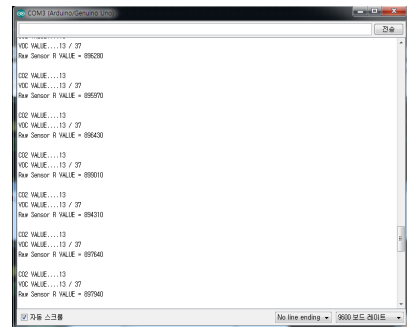 COM3 (Arduino/Genuino Uno)
전송
VOC VALUE....13 / 37
Raw Sensor R VALUE = 896280
CO2 VALUE....13
VOC VALUE....13 / 37
Raw Sensor R VALUE = 895970
CO2 VALUE....13
VOC VALUE....13 / 37
Raw Sensor R VALUE = 896430
CO2 VALUE....13
VOC VALUE....13 / 37
Raw Sensor R VALUE = 899010
CO2 VALUE....13
VOC VALUE....13 / 37
Raw Sensor R VALUE = 894310
CO2 VALUE....13
VOC VALUE....13 / 37
Raw Sensor R VALUE = 897640
CO2 VALUE....13
VOC VALUE....13 / 37
Raw Sensor R VALUE = 897940
자동 스크롤
No line ending
9600 보드 레이트